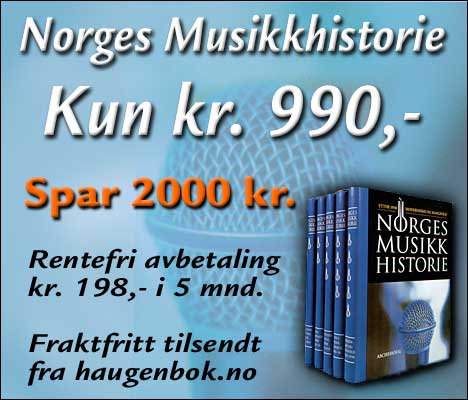 Norges Musikkhistorie
Kun kr. 990,-
Spar 2000 kr.
Rentefri avbetaling
kr. 198,- i 5 mnd.
Fraktfritt tilsendt
fra haugenbok.no
NORGES
MUSIKK
HISTORIE
ASCHEHOUG